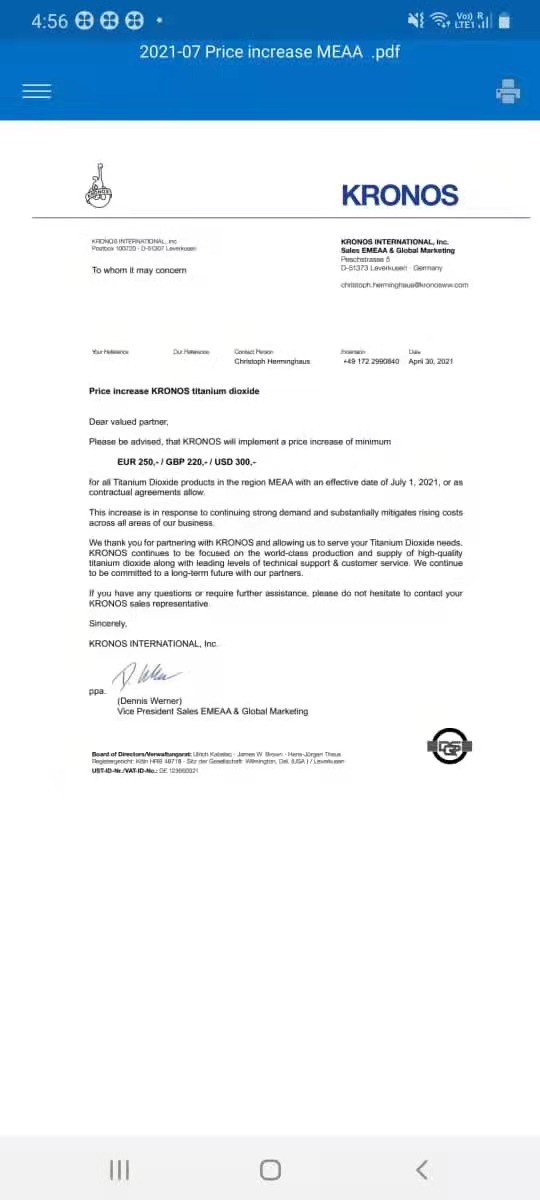 4:56
Vo)) R
LTE1
2021-07 Price increase MEAA .pdf
KRONOS
KRONOS
KRONOS INTERNATIONAL, Inc.
Postbox 100720 - D-51307 Leverkusen
To whom it may concern
KRONOS INTERNATIONAL, Inc.
Sales EMEAA & Global Marketing
Peschstrasse 5
D-51373 Leverkusen · Germany
christoph.herminghaus@kronosww.com
Your Reference Our Reference Contact Person Extension Date
Christoph Herminghaus +49 172 2990840 April 30, 2021
Price increase KRONOS titanium dioxide
Dear valued partner,
Please be advised, that KRONOS will implement a price increase of minimum
EUR 250,- / GBP 220,- / USD 300,-
for all Titanium Dioxide products in the region MEAA with an effective date of July 1, 2021, or as
contractual agreements allow.
This increase is in response to continuing strong demand and substantially mitigates rising costs
across all areas of our business.
We thank you for partnering with KRONOS and allowing us to serve your Titanium Dioxide needs.
KRONOS continues to be focused on the world-class production and supply of high-quality
titanium dioxide along with leading levels of technical support & customer service. We continue
to be committed to a long-term future with our partners.
If you have any questions or require further assistance, please do not hesitate to contact your
KRONOS sales representative.
Sincerely,
KRONOS INTERNATIONAL, Inc.
ppa.
(Dennis Werner)
Vice President Sales EMEAA & Global Marketing
DQS
Board of Directors/Verwaltungsrat: Ulrich Kabelac - James W. Brown - Hans-Jürgen Theus
Registergericht: Köln HRB 48718 - Sitz der Gesellschaft: Wilmington, Del. (USA ) / Leverkusen
UST-ID-Nr./VAT-ID-No.: DE